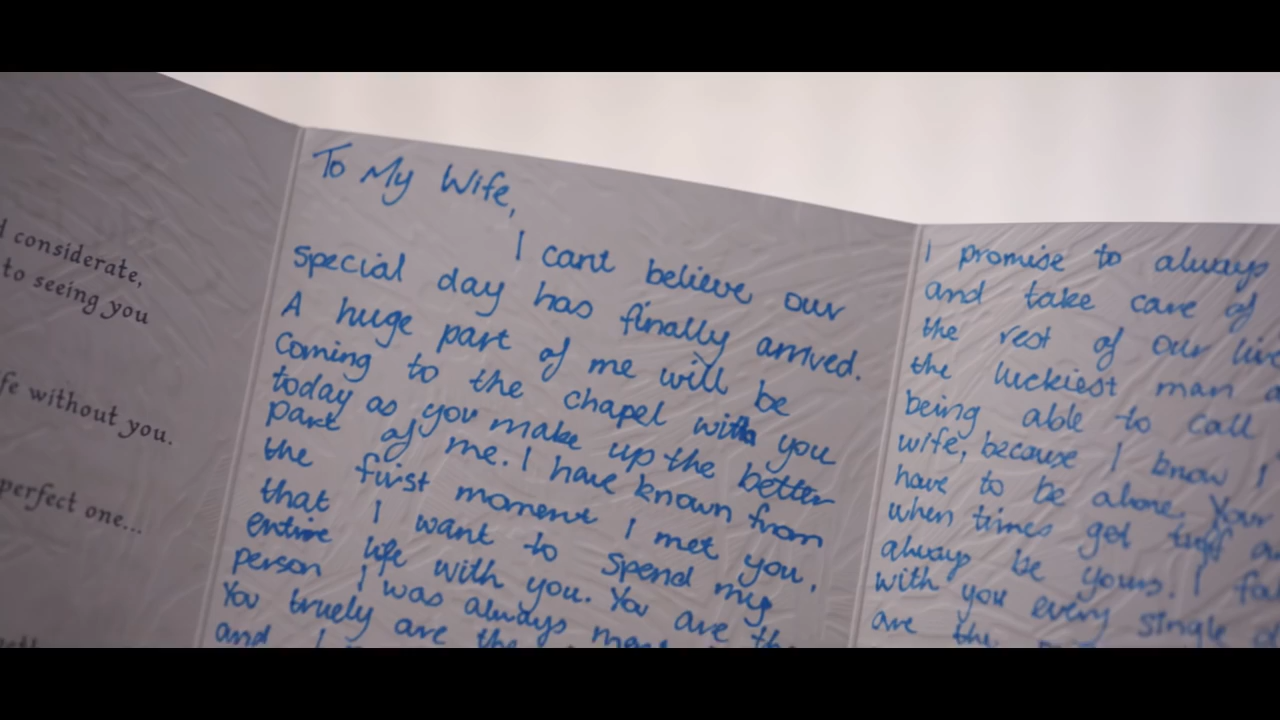 considerate,
to seeing you
without you.
perfect one...
To My Wife,
I cant believe our
special day has finally arrived.
A huge part of me will be
coming to the chapel with you
today as you make up the better
part of me. I have known from
the first moment I met you,
that I want to spend my
entire life with you. You are the
person I was always
You truely are the
and I
I promise to always
and take care of
the rest of our
the luckiest man
being able to call
wife, because I know I
have to be alone. Your
when times get tuff
always be yours. I
with you every single
are the